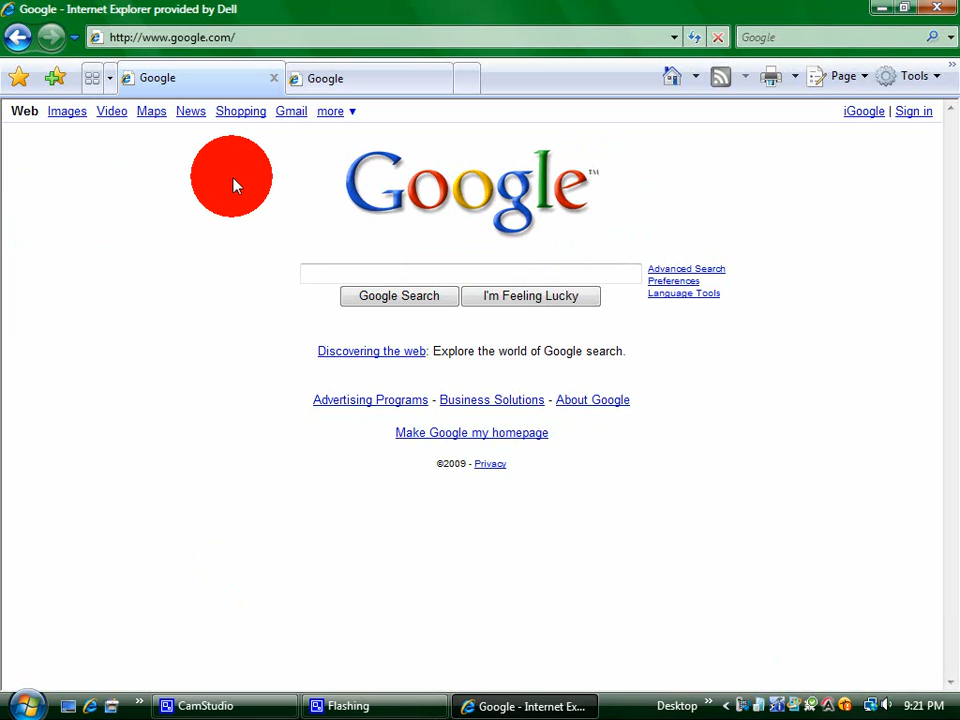 Google - Internet Explorer provided by Dell
http://www.google.com/
Google
Google
Google
Page
Tools
Web Images Video Maps News Shopping Gmail more ▼
iGoogle | Sign in
Google™
Advanced Search
Preferences
Language Tools
Google Search
I'm Feeling Lucky
Discovering the web: Explore the world of Google search.
Advertising Programs - Business Solutions - About Google
Make Google my homepage
©2009 - Privacy
CamStudio
Flashing
Google - Internet Ex...
Desktop
9:21 PM